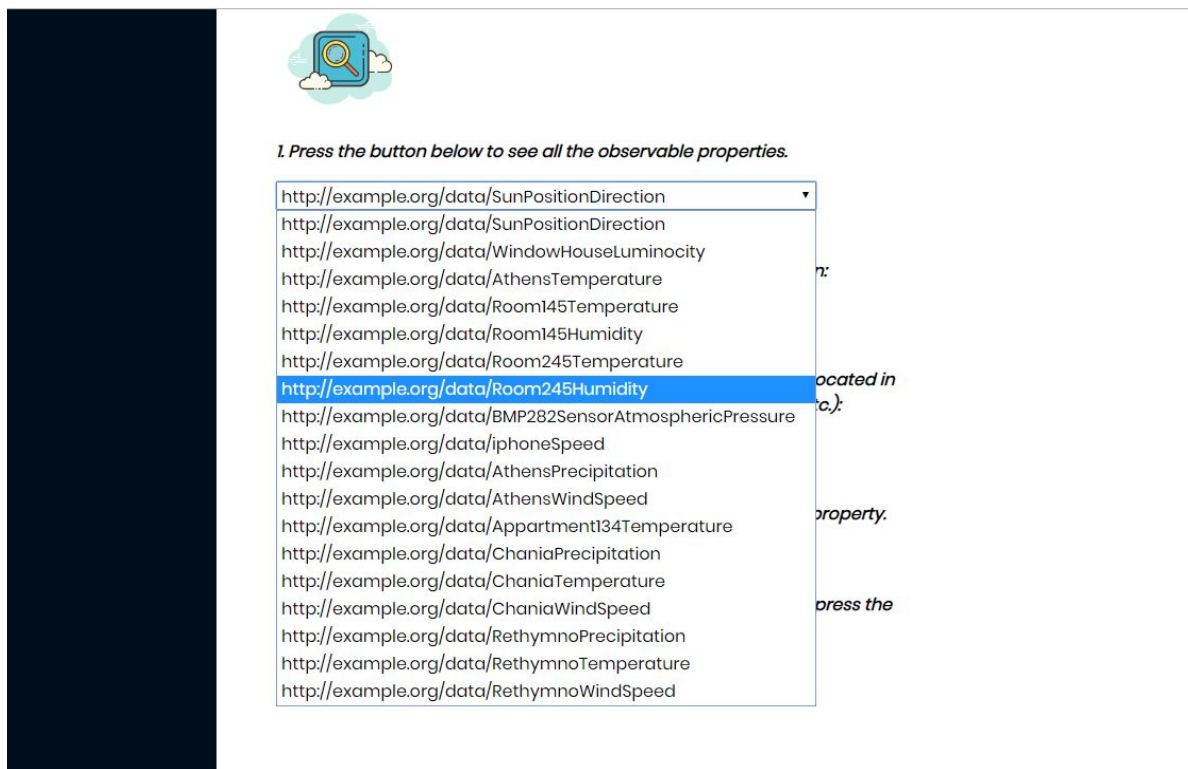 1. Press the button below to see all the observable properties.
http://example.org/data/SunPositionDirection
http://example.org/data/SunPositionDirection
http://example.org/data/WindowHouseLuminocity
n:
http://example.org/data/AthensTemperature
http://example.org/data/Room145Temperature
http://example.org/data/Room145Humidity
http://example.org/data/Room245Temperature
ocated in
http://example.org/data/Room245Humidity
tc.):
http://example.org/data/BMP282SensorAtmosphericPressure
http://example.org/data/iphoneSpeed
http://example.org/data/AthensPrecipitation
http://example.org/data/AthensWindSpeed
property.
http://example.org/data/Appartment134Temperature
http://example.org/data/ChaniaPrecipitation
http://example.org/data/ChaniaTemperature
http://example.org/data/ChaniaWindSpeed
press the
http://example.org/data/RethymnoPrecipitation
http://example.org/data/RethymnoTemperature
http://example.org/data/RethymnoWindSpeed